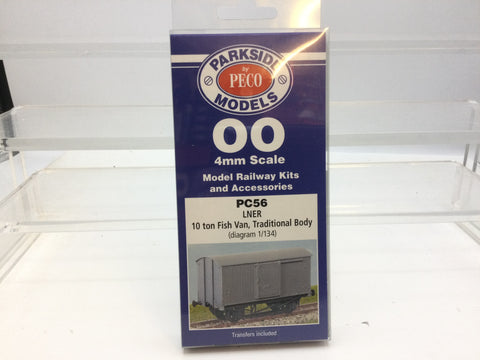 PARKSIDE
by
PECO
MODELS
OO
4mm Scale
Model Railway Kits
and Accessories
PC56
LNER
10 ton Fish Van, Traditional Body
(diagram 1/134)
Transfers included